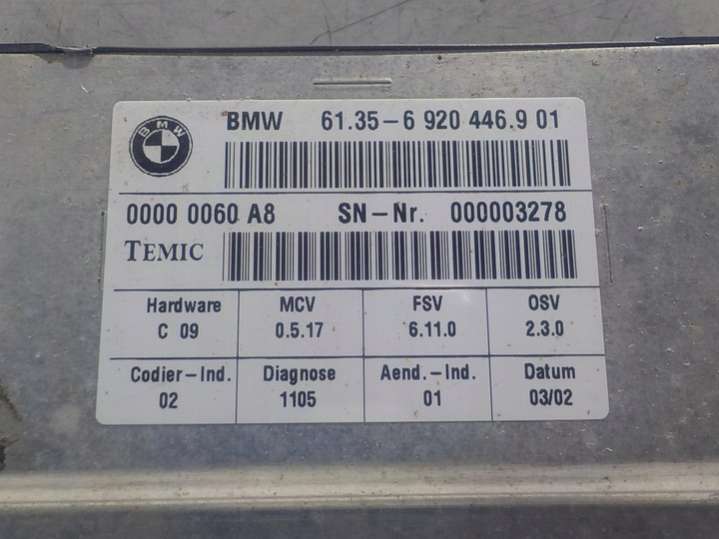 BMW
BMW 61.35-6 920 446.9 01
0000 0060 A8 SN-Nr. 000003278
TEMIC
Hardware MCV FSV OSV
C 09 0.5.17 6.11.0 2.3.0
Codier-Ind. Diagnose Aend.-Ind. Datum
02 1105 01 03/02